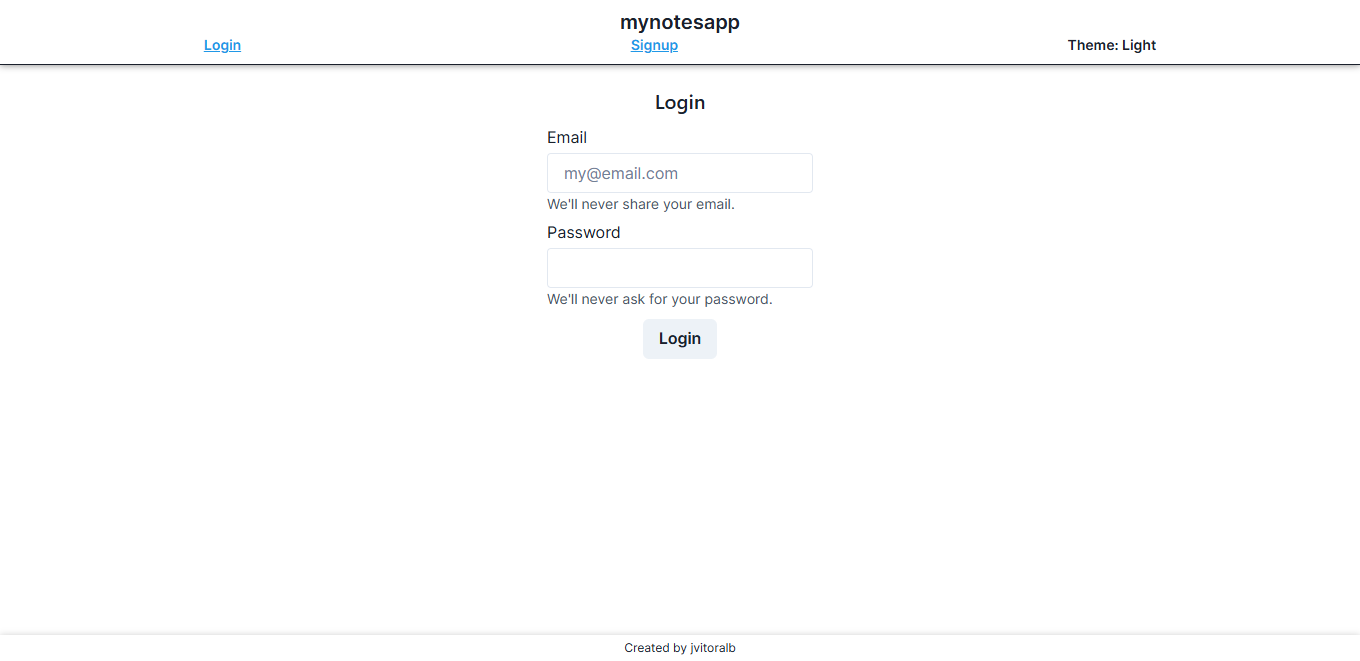 mynotesapp
Login Signup Theme: Light
Login
Email
my@email.com
We'll never share your email.
Password
We'll never ask for your password.
Login
Created by jvitoralb